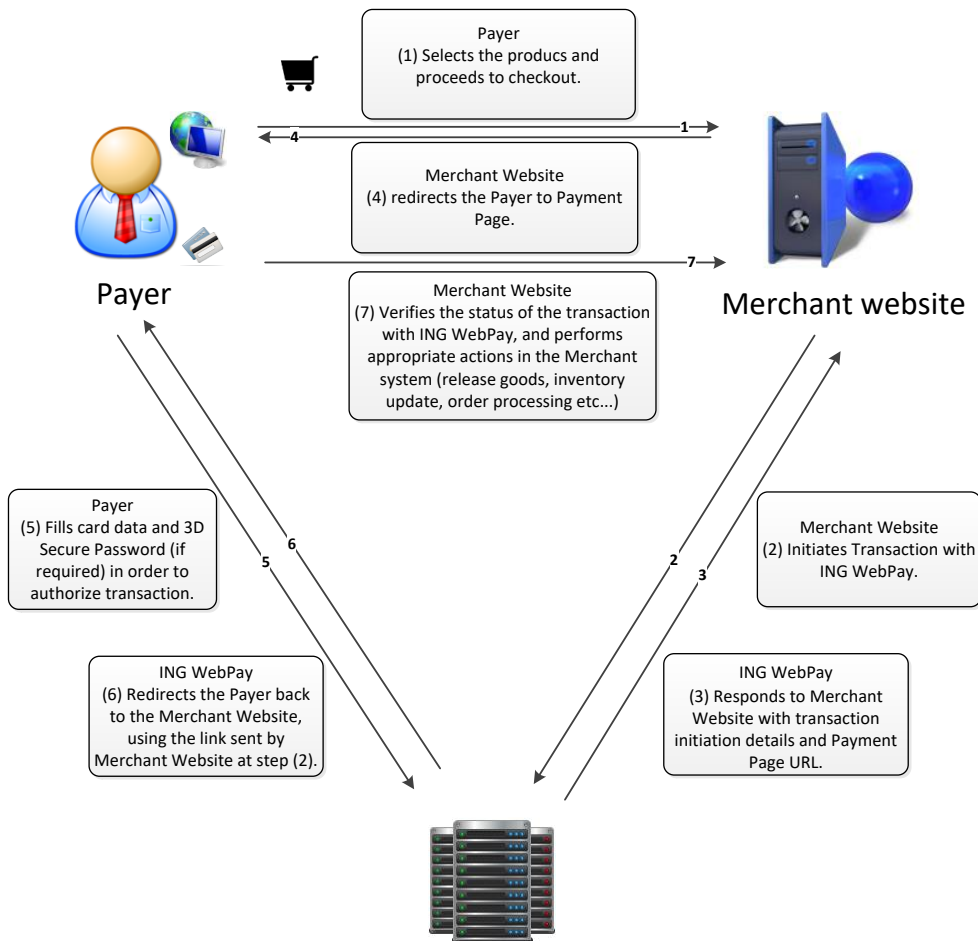 Payer
(1) Selects the producs and
proceeds to checkout.
1
4
Merchant Website
(4) redirects the Payer to Payment
Page.
7
Payer
Merchant website
Merchant Website
(7) Verifies the status of the transaction
with ING WebPay, and performs
appropriate actions in the Merchant
system (release goods, inventory
update, order processing etc...)
Payer
(5) Fills card data and 3D
Secure Password (if
required) in order to
authorize transaction.
6
5
2
3
Merchant Website
(2) Initiates Transaction with
ING WebPay.
ING WebPay
(6) Redirects the Payer back
to the Merchant Website,
using the link sent by
Merchant Website at step (2).
ING WebPay
(3) Responds to Merchant
Website with transaction
initiation details and Payment
Page URL.